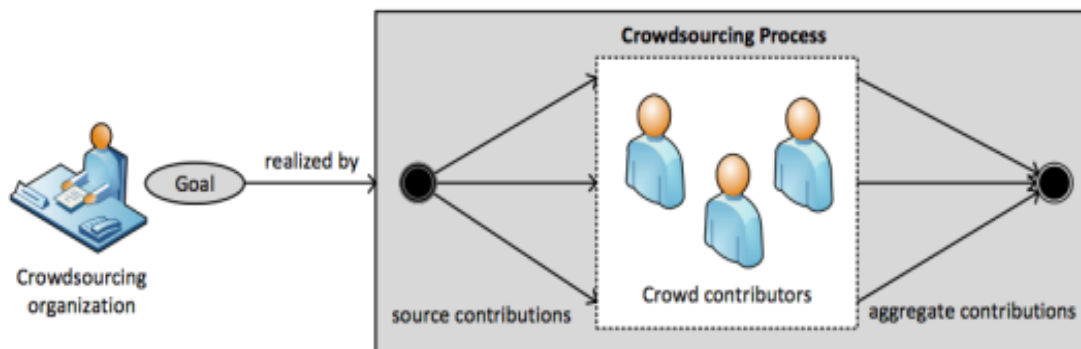 Crowdsourcing Process
realized by
Goal
Crowdsourcing
organization
source contributions
Crowd contributors
aggregate contributions